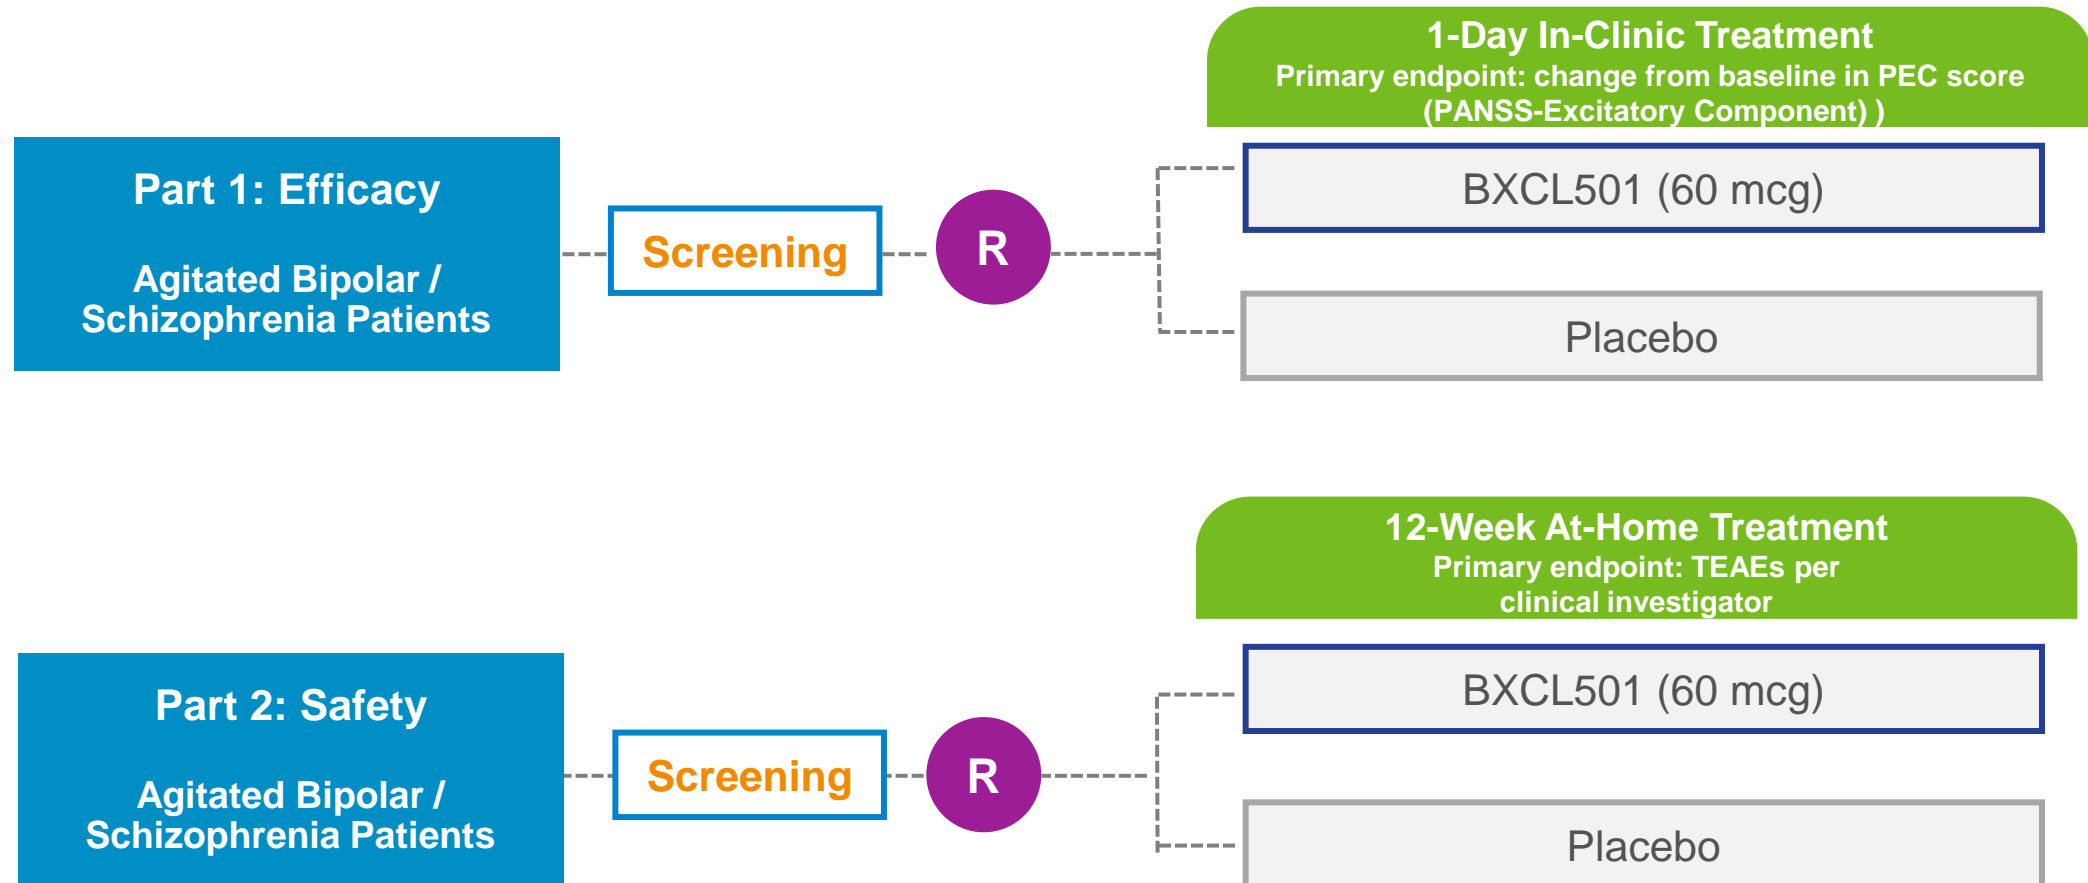 1-Day In-Clinic Treatment
Primary endpoint: change from baseline in PEC score
(PANSS-Excitatory Component) )
Part 1: Efficacy
Agitated Bipolar /
Schizophrenia Patients
Screening
R
BXCL501 (60 mcg)
Placebo
12-Week At-Home Treatment
Primary endpoint: TEAEs per
clinical investigator
Part 2: Safety
Agitated Bipolar /
Schizophrenia Patients
Screening
R
BXCL501 (60 mcg)
Placebo